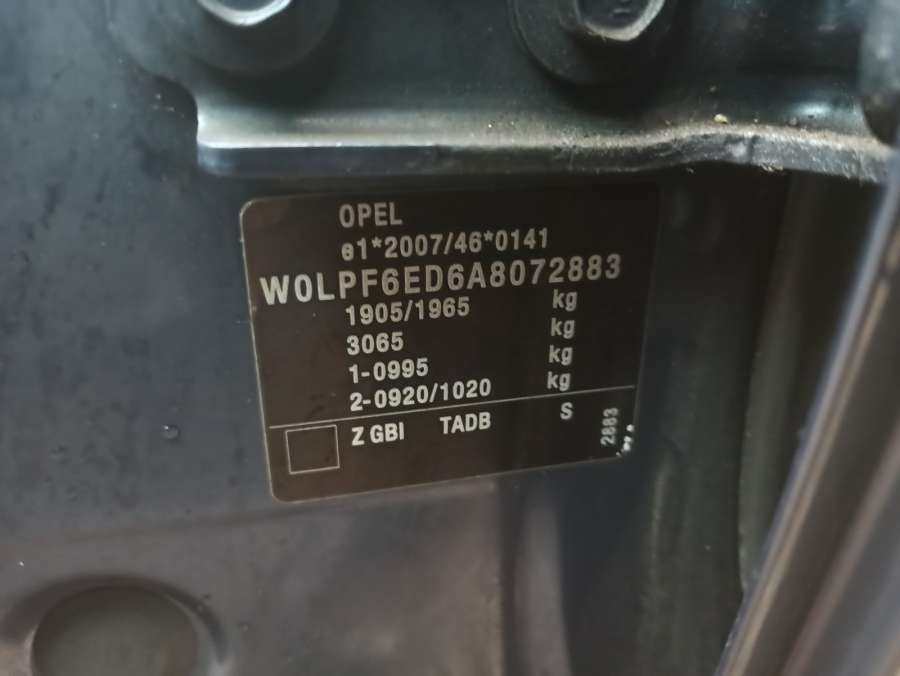 OPEL
e1*2007/46*0141
W0LPF6ED6A8072883
1905/1965 kg
3065 kg
1-0995 kg
2-0920/1020 kg
Z GBI TADB S
2883